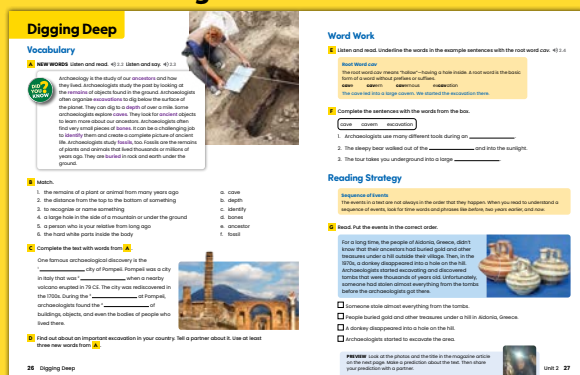 Digging Deep
Vocabulary
A NEW WORDS Listen and read. 2.2 Listen and say. 2.3
DID YOU KNOW
Archaeology is the study of our ancestors and how
they lived. Archaeologists study the past by looking at
the remains of objects found in the ground. Archaeologists
often organize excavations to dig below the surface of
the planet. They can dig to a depth of over a mile. Some
archaeologists explore caves. They look for ancient objects
to learn more about our ancestors. Archaeologists often
find very small pieces of bones. It can be a challenging job
to identify them and create a complete picture of ancient
life. Archaeologists study fossils, too. Fossils are the remains
of plants and animals that lived thousands or millions of
years ago. They are buried in rock and earth under the
ground.
B Match.
1. the remains of a plant or animal from many years ago a. cave
2. the distance from the top to the bottom of something b. depth
3. to recognize or name something c. identify
4. a large hole in the side of a mountain or under the ground d. bones
5. a person who is your relative from long ago e. ancestor
6. the hard white parts inside the body f. fossil
C Complete the text with words from A.
One famous archaeological discovery is the
1 city of Pompeii. Pompeii was a city
in Italy that was 2 when a nearby
volcano erupted in 79 CE. The city was rediscovered in
the 1700s. During the 3 at Pompeii,
archaeologists found the 4 of
buildings, objects, and even the bodies of people who
lived there.
D Find out about an important excavation in your country. Tell a partner about it. Use at least
three new words from A.
26 Digging Deep
Word Work
E Listen and read. Underline the words in the example sentences with the root word cav. 2.4
Root Word cav
The root word cav means "hollow"—having a hole inside. A root word is the basic
form of a word without prefixes or suffixes.
cave cavern cavernous excavation
The cave led into a large cavern. We started the excavation there.
F Complete the sentences with the words from the box.
cave cavern excavation
1. Archaeologists use many different tools during an
2. The sleepy bear walked out of the and into the sunlight.
3. The tour takes you underground into a large
Reading Strategy
Sequence of Events
The events in a text are not always in the order that they happen. When you read to understand a
sequence of events, look for time words and phrases like before, two years earlier, and now.
G Read. Put the events in the correct order.
For a long time, the people of Aidonia, Greece, didn't
know that their ancestors had buried gold and other
treasures under a hill outside their village. Then, in the
1970s, a donkey disappeared into a hole on the hill.
Archaeologists started excavating and discovered
tombs that were thousands of years old. Unfortunately,
someone had stolen almost everything from the tombs
before the archaeologists got there.
Someone stole almost everything from the tombs.
People buried gold and other treasures under a hill in Aidonia, Greece.
A donkey disappeared into a hole on the hill.
Archaeologists started to excavate the area.
PREVIEW Look at the photos and the title in the magazine article
on the next page. Make a prediction about the text. Then share
your prediction with a partner.
Unit 2 27